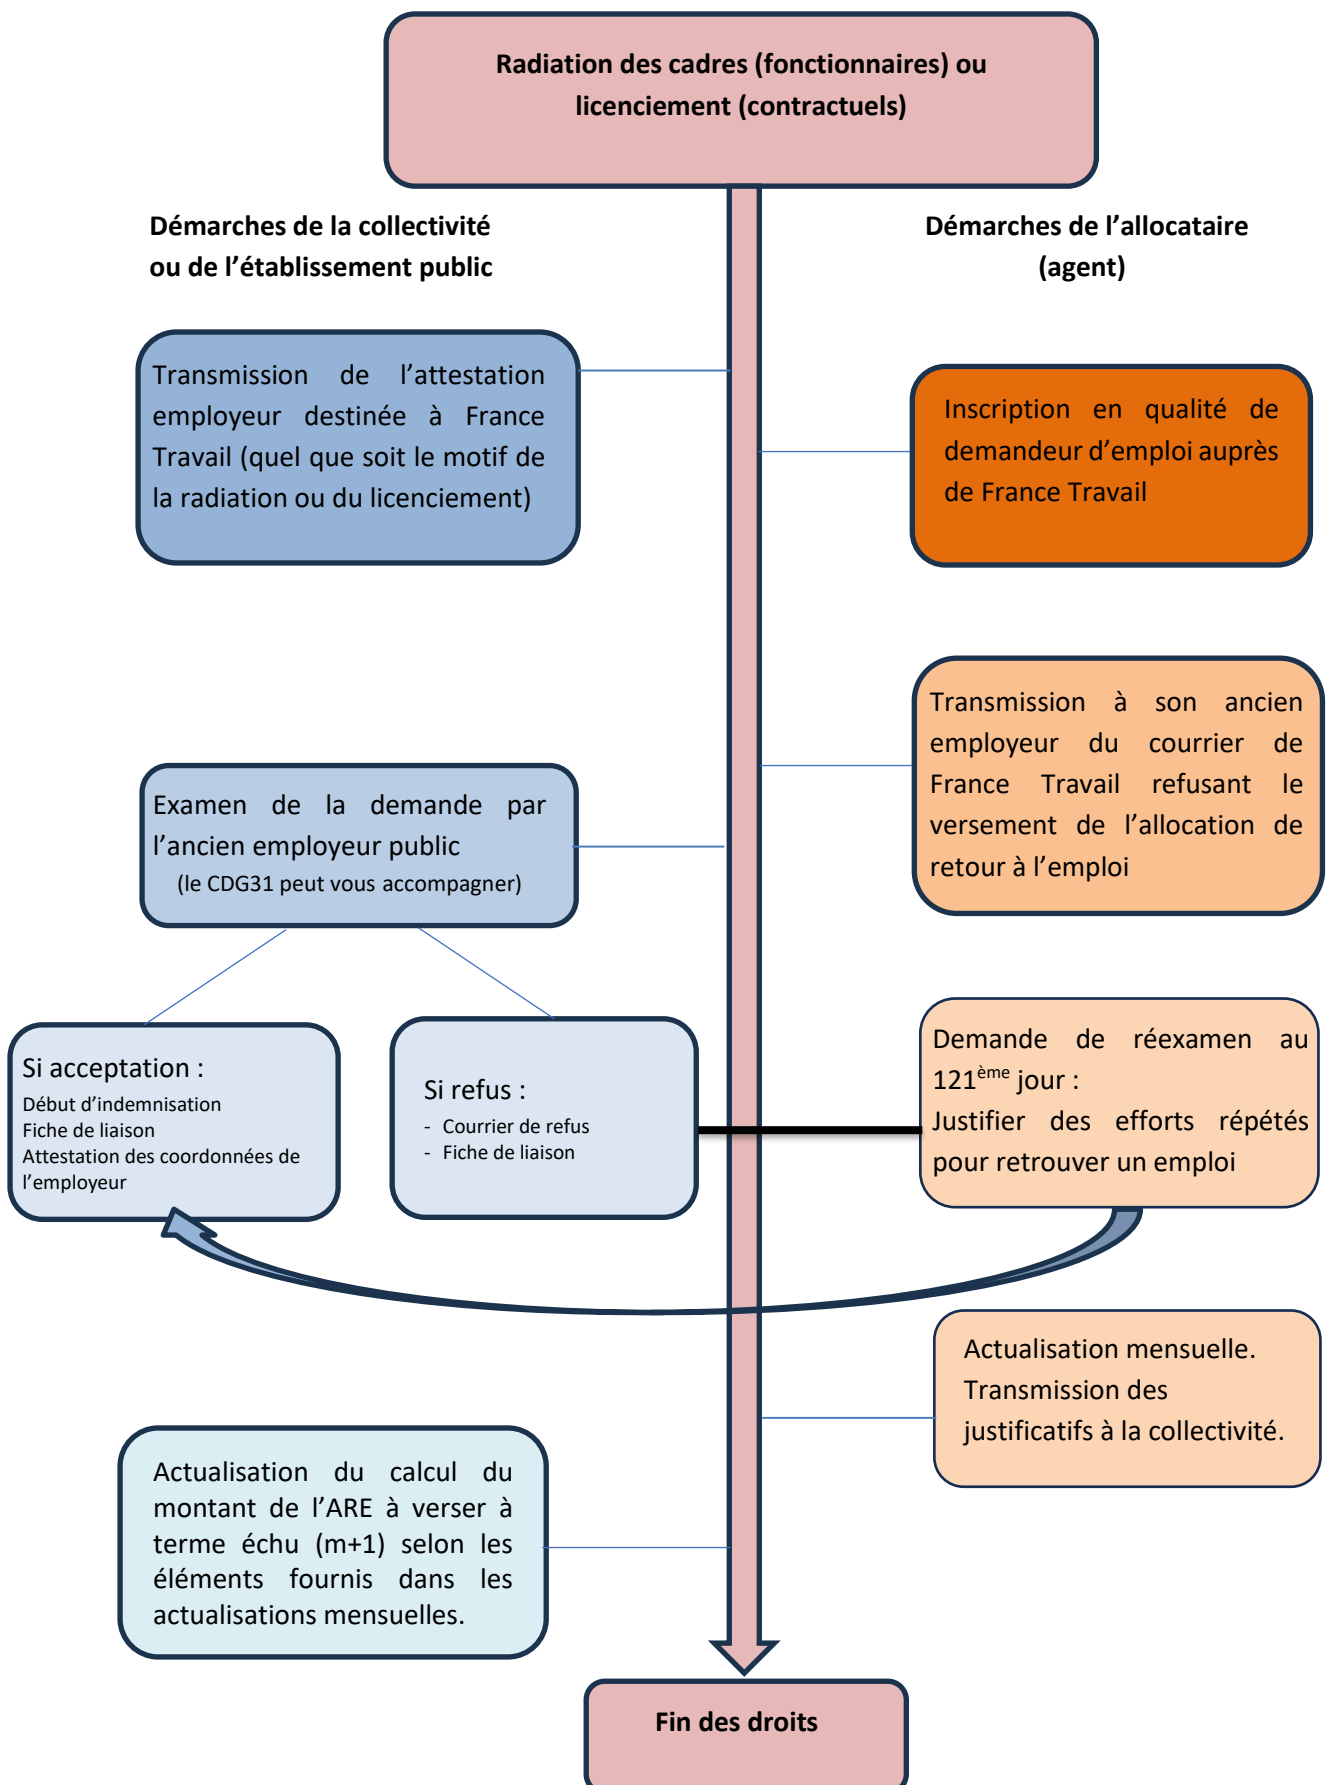 Radiation des cadres (fonctionnaires) ou
licenciement (contractuels)
Démarches de la collectivité
ou de l’établissement public
Démarches de l’allocataire
(agent)
Transmission de l’attestation
employeur destinée à France
Travail (quel que soit le motif de
la radiation ou du licenciement)
Inscription en qualité de
demandeur d’emploi auprès
de France Travail
Transmission à son ancien
employeur du courrier de
France Travail refusant le
versement de l’allocation de
retour à l’emploi
Examen de la demande par
l’ancien employeur public
(le CDG31 peut vous accompagner)
Si acceptation :
Début d’indemnisation
Fiche de liaison
Attestation des coordonnées de
l’employeur
Si refus :
- Courrier de refus
- Fiche de liaison
Demande de réexamen au
121ème jour :
Justifier des efforts répétés
pour retrouver un emploi
Actualisation mensuelle.
Transmission des
justificatifs à la collectivité.
Actualisation du calcul du
montant de l’ARE à verser à
terme échu (m+1) selon les
éléments fournis dans les
actualisations mensuelles.
Fin des droits